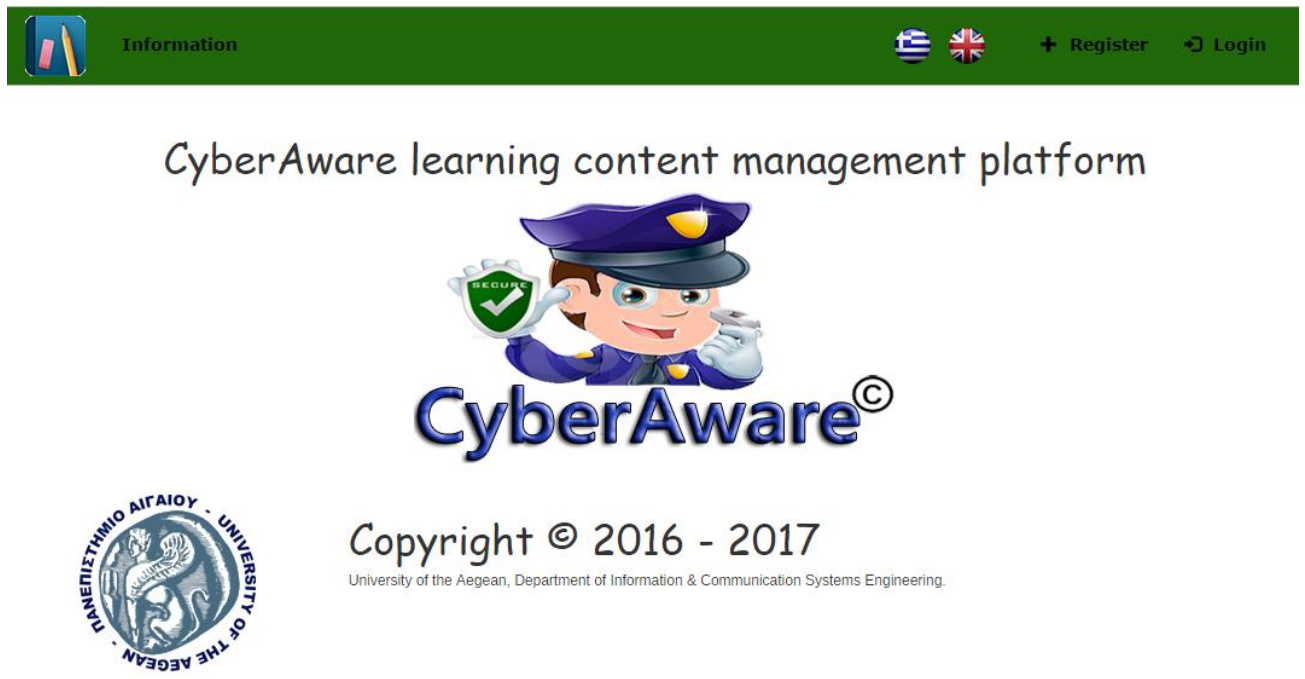 Information
Register
Login
CyberAware learning content management platform
SECURE
CyberAware©
ΠΑΝΕΠΙΣΤΗΜΙΟ ΑΙΓΑΙΟΥ - UNIVERSITY OF THE AEGEAN -
Copyright © 2016 - 2017
University of the Aegean, Department of Information & Communication Systems Engineering.